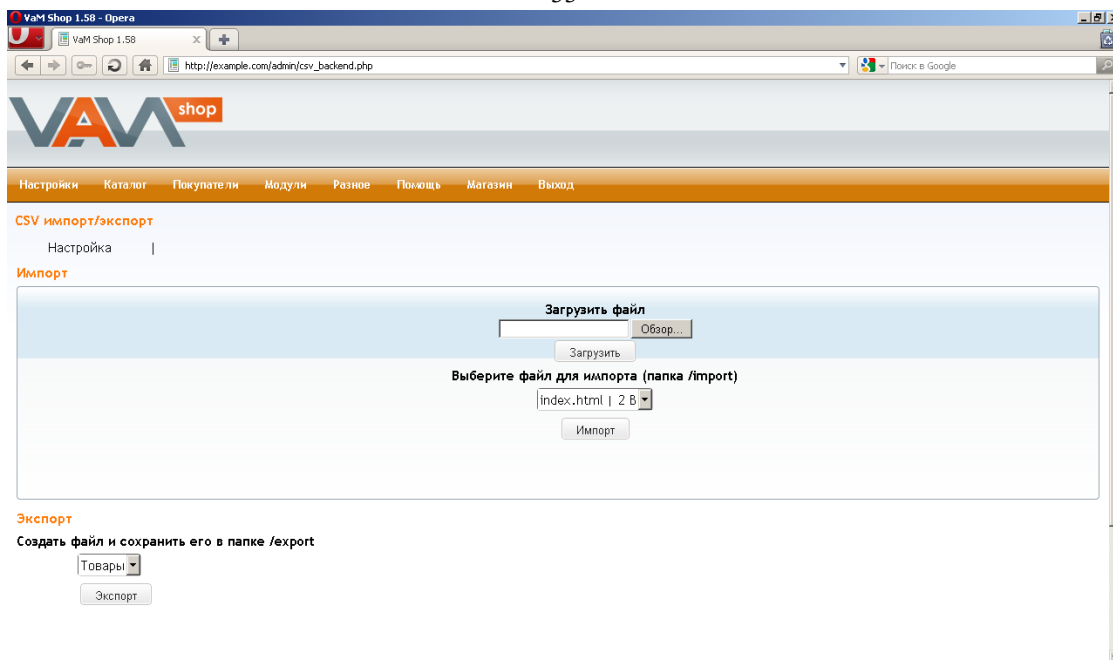 VaM Shop 1.58 - Opera
VaM Shop 1.58
http://example.com/admin/csv_backend.php
Поиск в Google
VAM shop
Настройки Каталог Покупатели Модули Разное Помощь Магазин Выход
CSV импорт/экспорт
Настройка |
Импорт
Загрузить файл
Обзор...
Загрузить
Выберите файл для импорта (папка /import)
index.html | 2 B
Импорт
Экспорт
Создать файл и сохранить его в папке /export
Товары
Экспорт